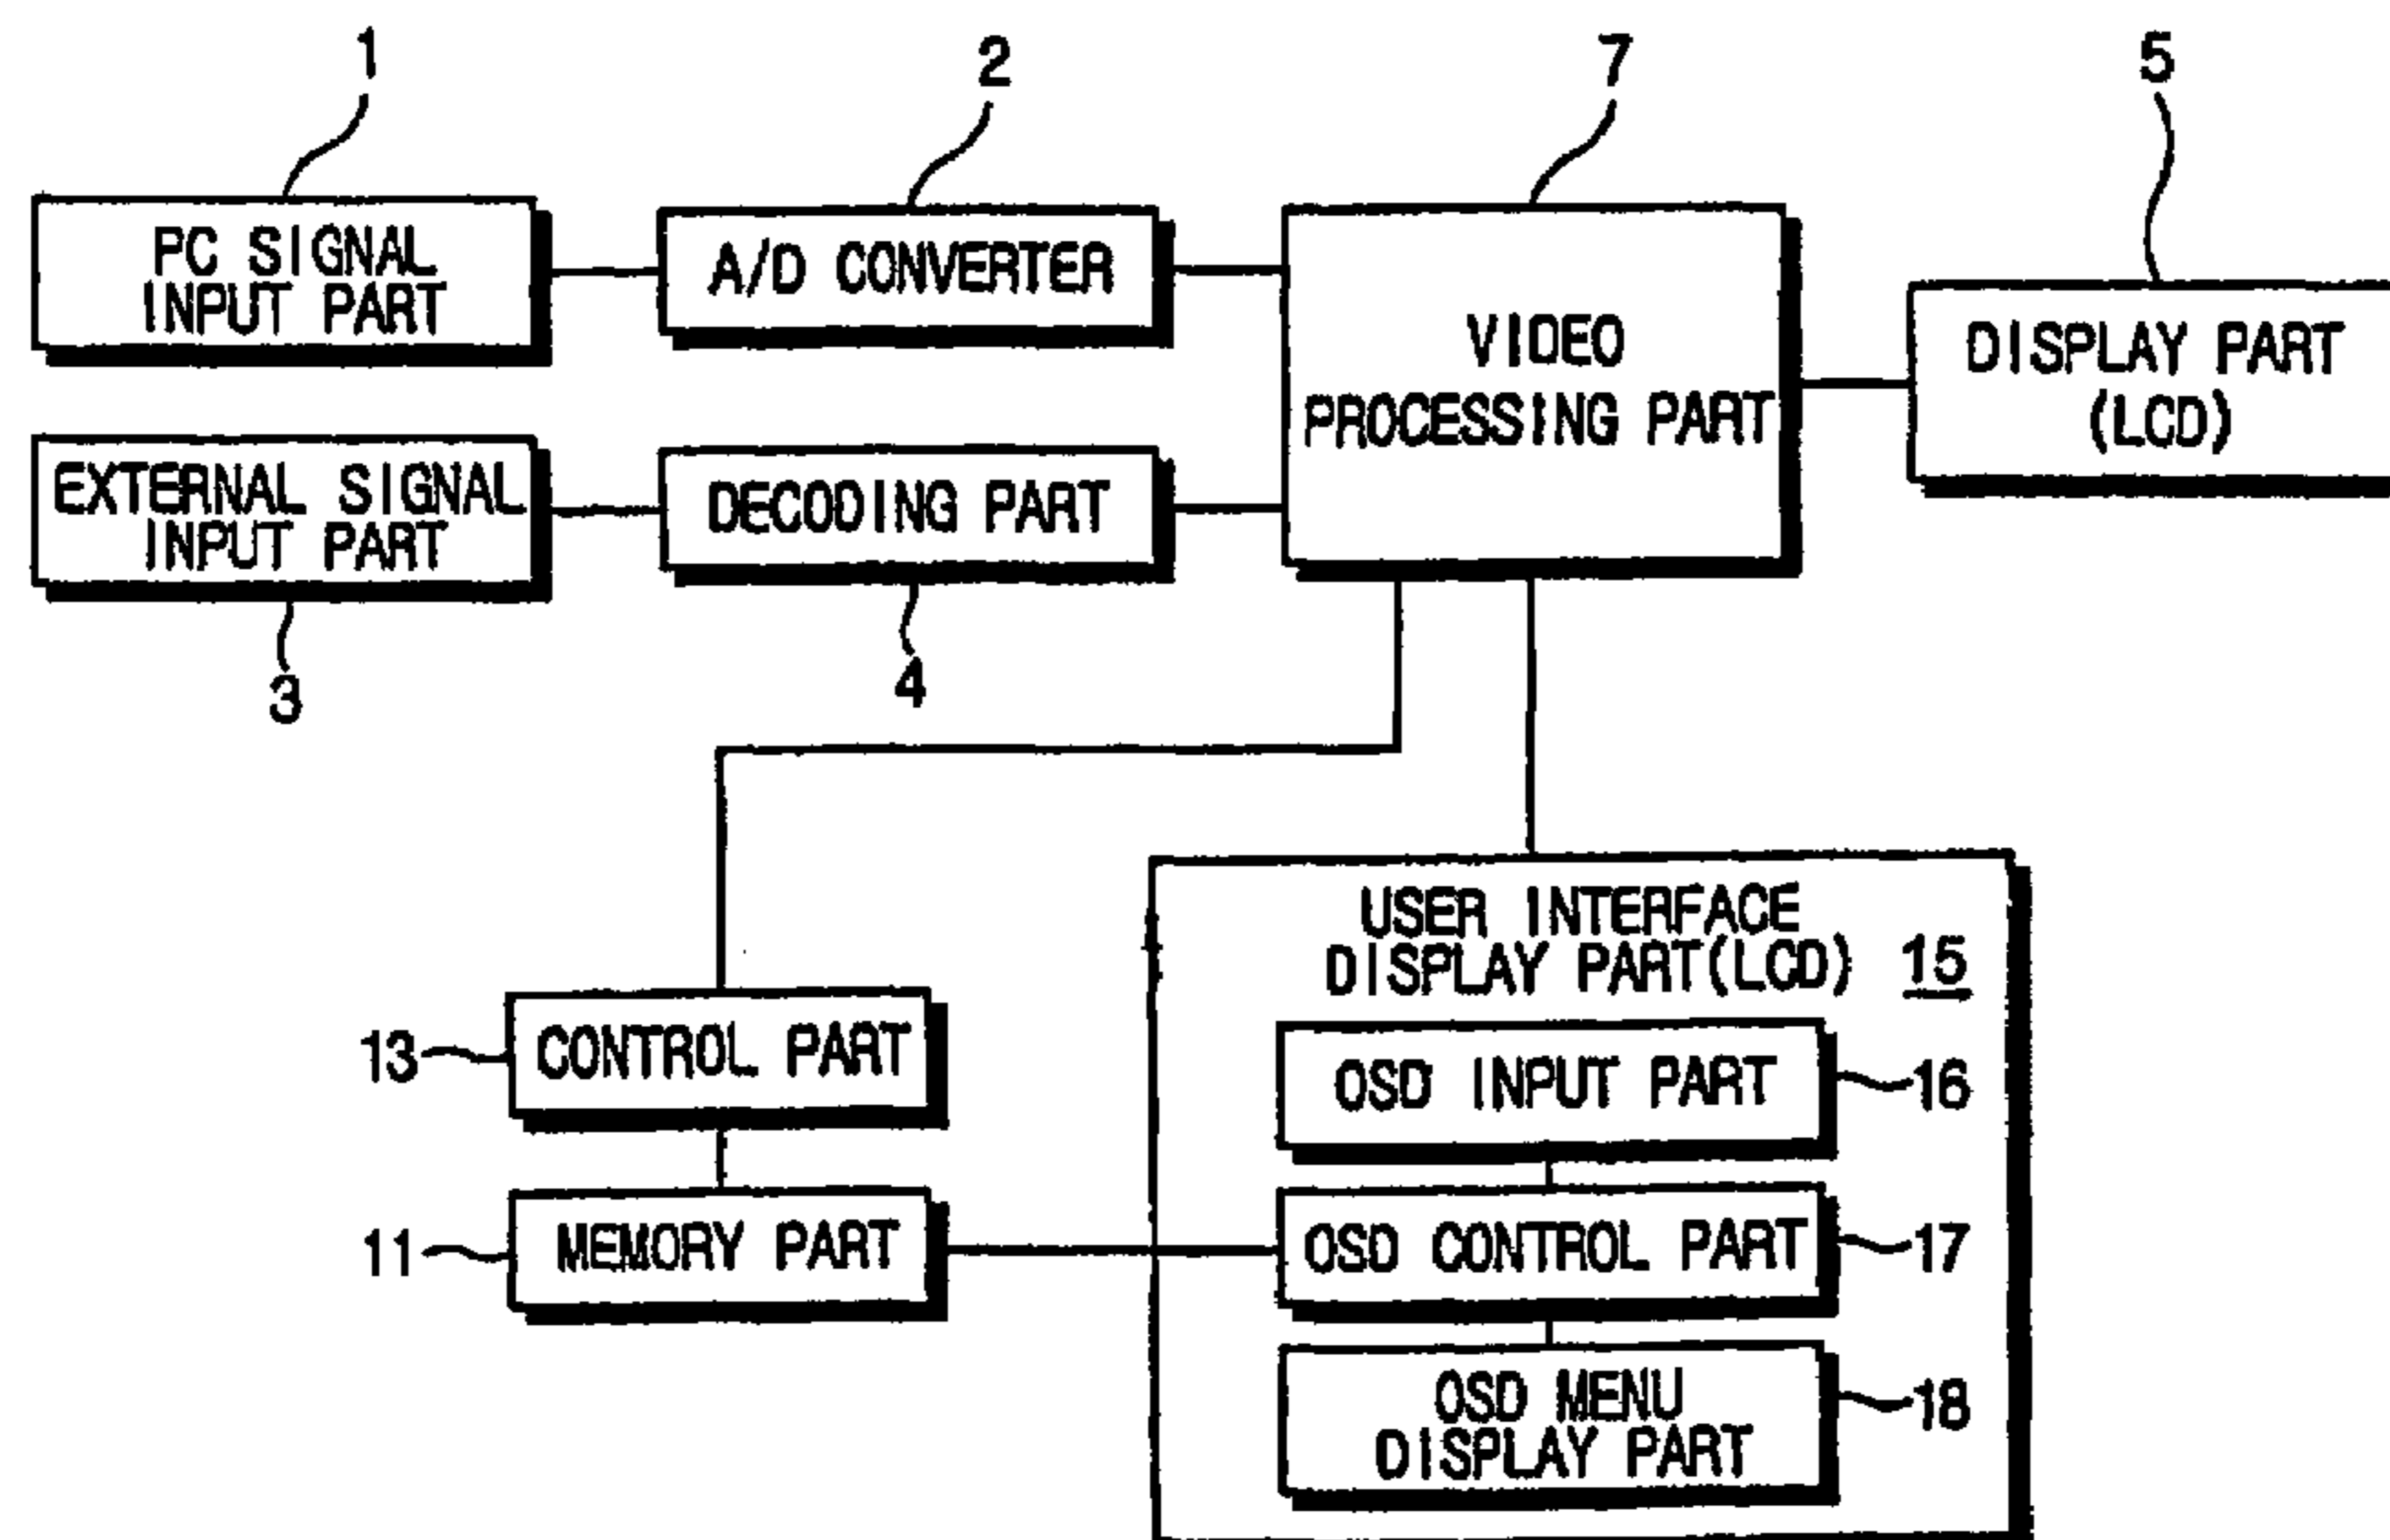 1
2
7
5
PC SIGNAL
INPUT PART
A/D CONVERTER
VIDEO
PROCESSING PART
DISPLAY PART
(LCD)
EXTERNAL SIGNAL
INPUT PART
DECODING PART
3
4
USER INTERFACE
DISPLAY PART(LCD) 15
13
CONTROL PART
OSD INPUT PART
16
11
MEMORY PART
OSD CONTROL PART
17
OSD MENU
DISPLAY PART
18